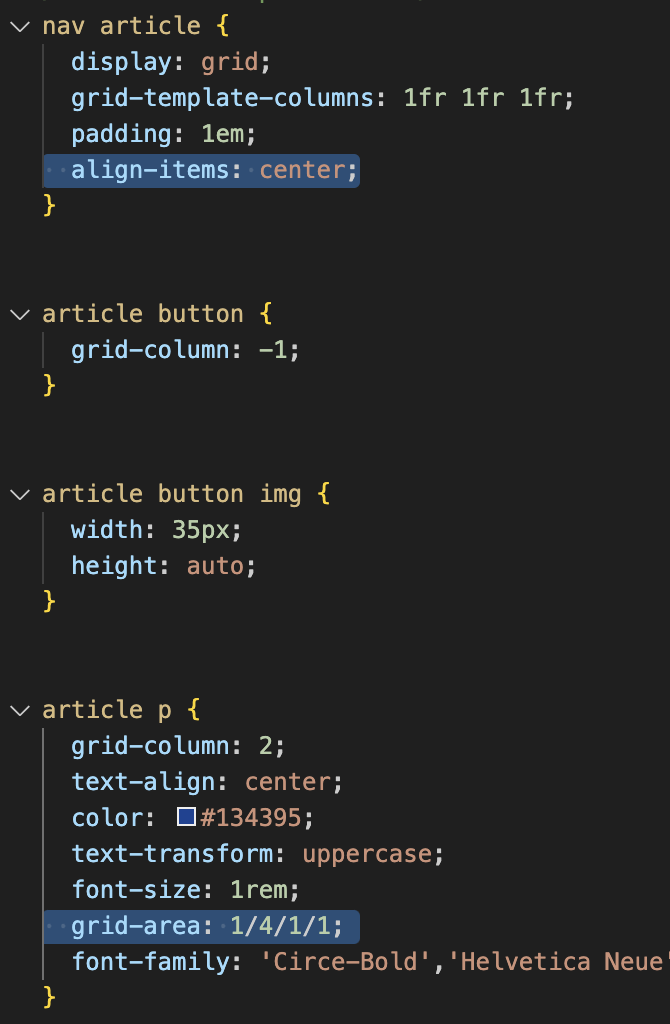 nav article {
display: grid;
grid-template-columns: 1fr 1fr 1fr;
padding: 1em;
align-items: center;
}
article button {
grid-column: -1;
}
article button img {
width: 35px;
height: auto;
}
article p {
grid-column: 2;
text-align: center;
color: #134395;
text-transform: uppercase;
font-size: 1rem;
grid-area: 1/4/1/1;
font-family: 'Circe-Bold','Helvetica Neue'
}